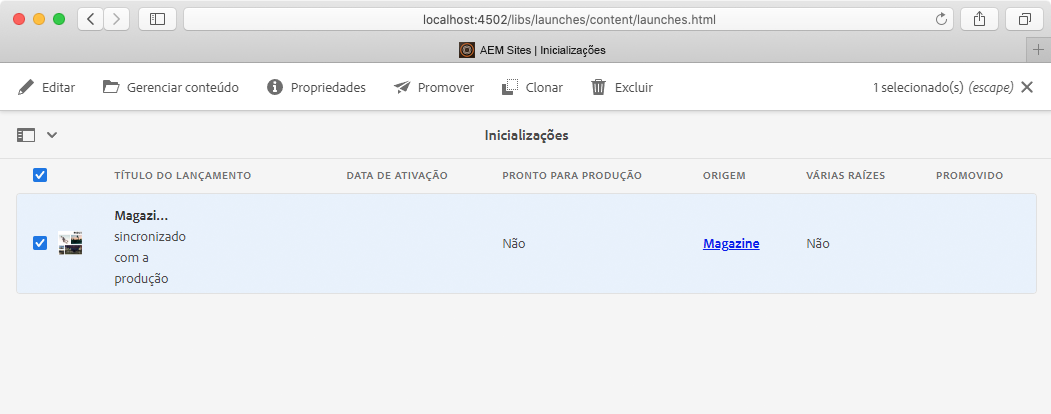 localhost:4502/libs/launches/content/launches.html
AEM Sites | Inicializações
Editar Gerenciar conteúdo Propriedades Promover Clonar Excluir 1 selecionado(s) (escape)
Inicializações
TÍTULO DO LANÇAMENTO DATA DE ATIVAÇÃO PRONTO PARA PRODUÇÃO ORIGEM VÁRIAS RAÍZES PROMOVIDO
Magazi...
sincronizado
com a
produção
Não Magazine Não